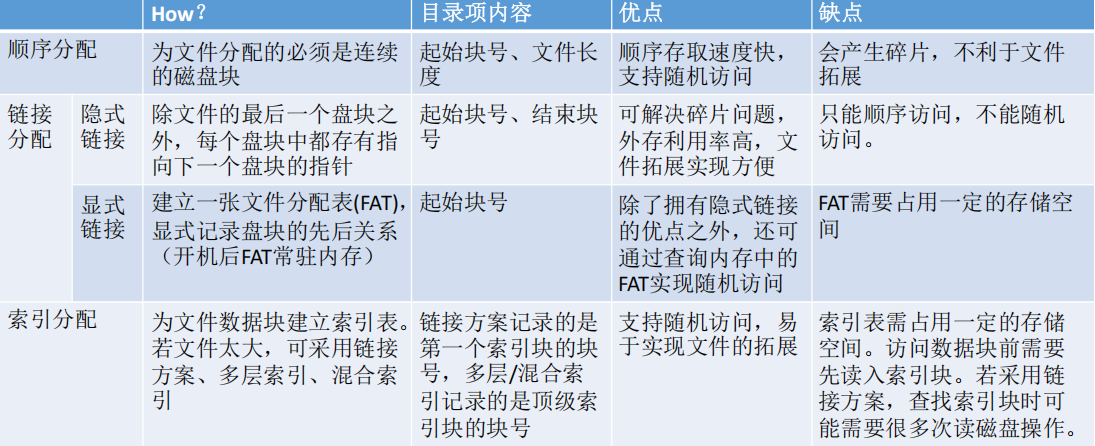 How？
目录项内容
优点
缺点
顺序分配
为文件分配的必须是连续
的磁盘块
起始块号、文件长
度
顺序存取速度快，
支持随机访问
会产生碎片，不利于文件
拓展
链接
分配
隐式
链接
除文件的最后一个盘块之
外，每个盘块中都存有指
向下一个盘块的指针
起始块号、结束块
号
可解决碎片问题，
外存利用率高，文
件拓展实现方便
只能顺序访问，不能随机
访问。
显式
链接
建立一张文件分配表(FAT)，
显式记录盘块的先后关系
（开机后FAT常驻内存）
起始块号
除了拥有隐式链接
的优点之外，还可
通过查询内存中的
FAT实现随机访问
FAT需要占用一定的存储空
间
索引分配
为文件数据块建立索引表。
若文件太大，可采用链接
方案、多层索引、混合索
引
链接方案记录的是
第一个索引块的块
号，多层/混合索
引记录的是顶级索
引块的块号
支持随机访问，易
于实现文件的拓展
索引表需占用一定的存储
空间。访问数据块前需要
先读入索引块。若采用链
接方案，查找索引块时可
能需要很多次读磁盘操作。